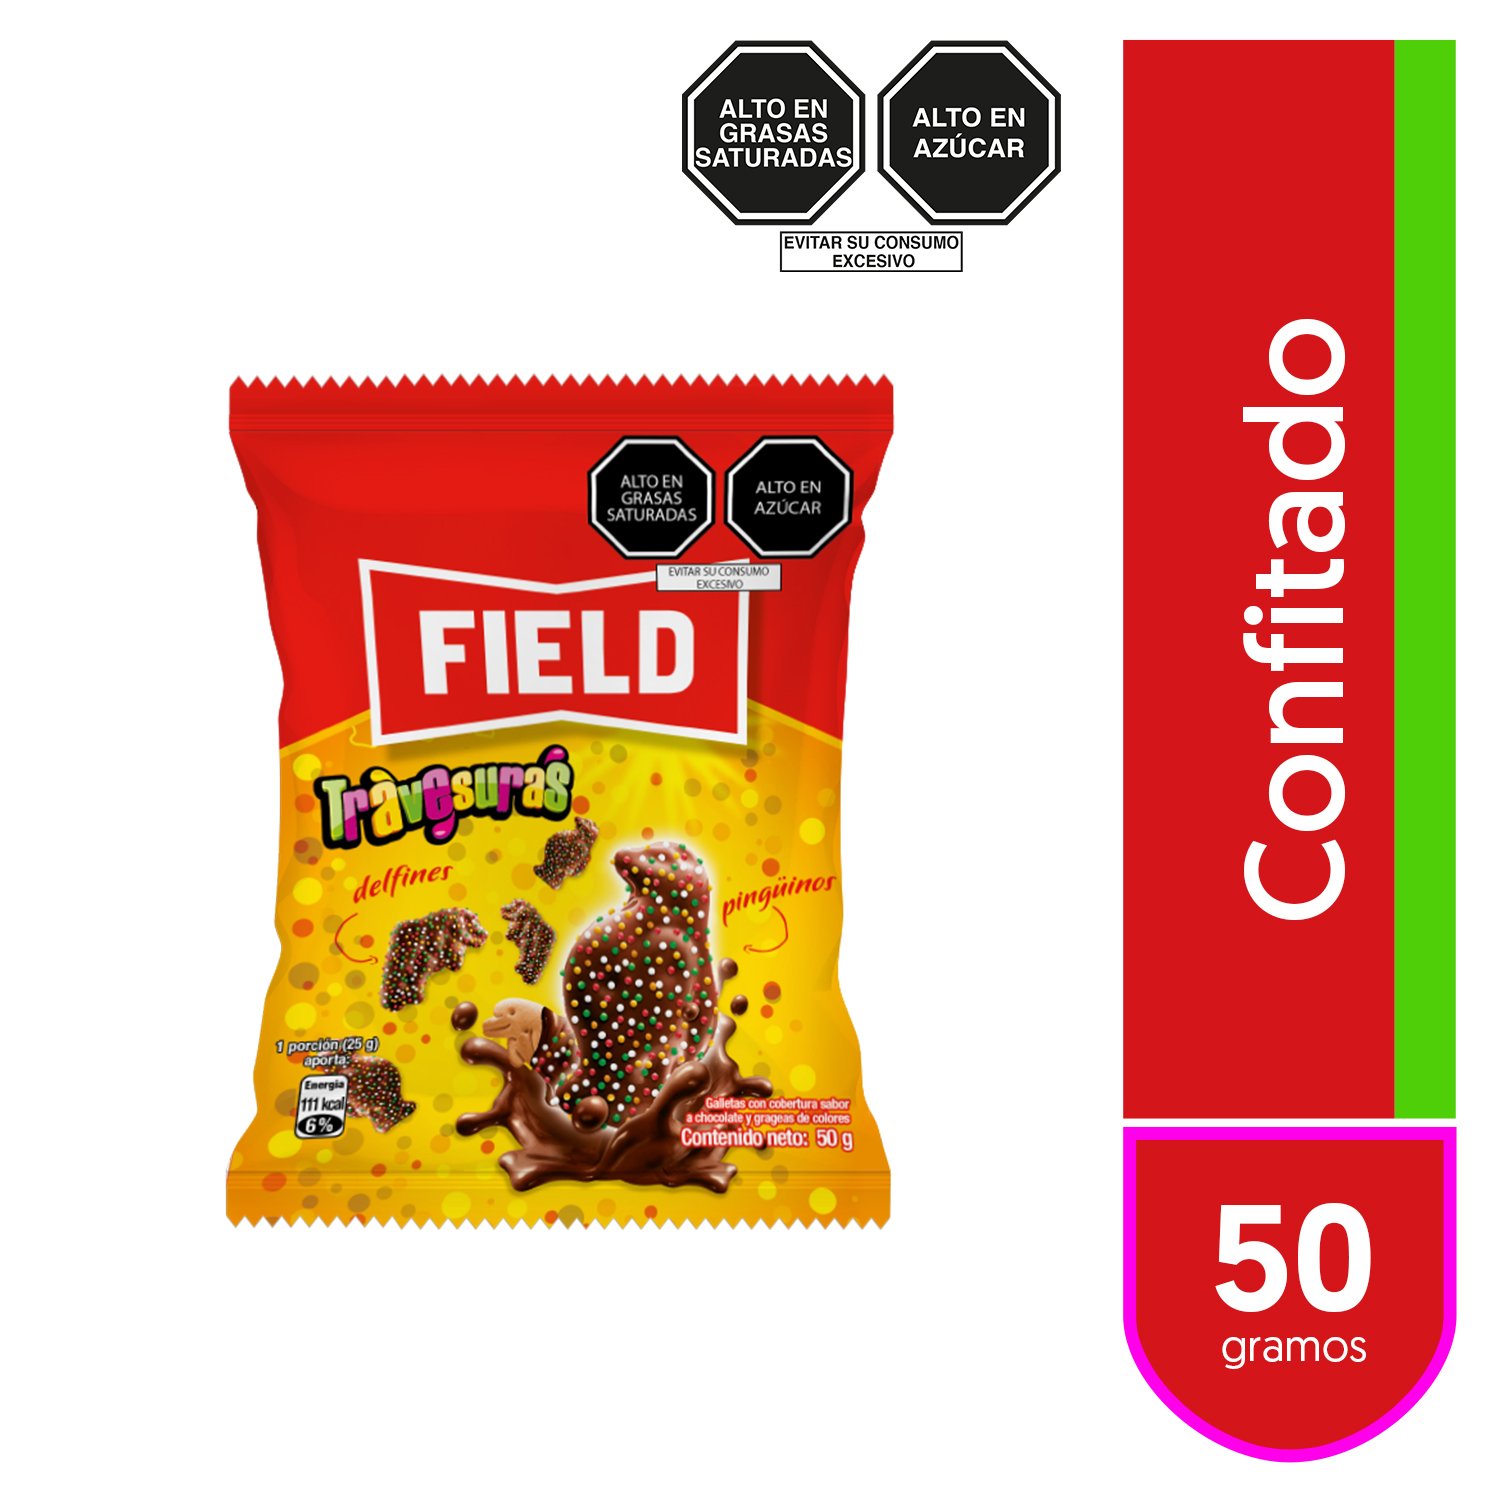 ALTO EN
GRASAS
SATURADAS
ALTO EN
AZÚCAR
EVITAR SU CONSUMO
EXCESIVO
ALTO EN
GRASAS
SATURADAS
ALTO EN
AZÚCAR
EVITAR SU CONSUMO
EXCESIVO
FIELD
Travesuras
delfines
pingüinos
1 porción (25 g)
aporta:
Energía
111 kcal
6%
Galletas con cobertura sabor
a chocolate y grageas de colores
Contenido neto: 50 g
Confitado
50
gramos